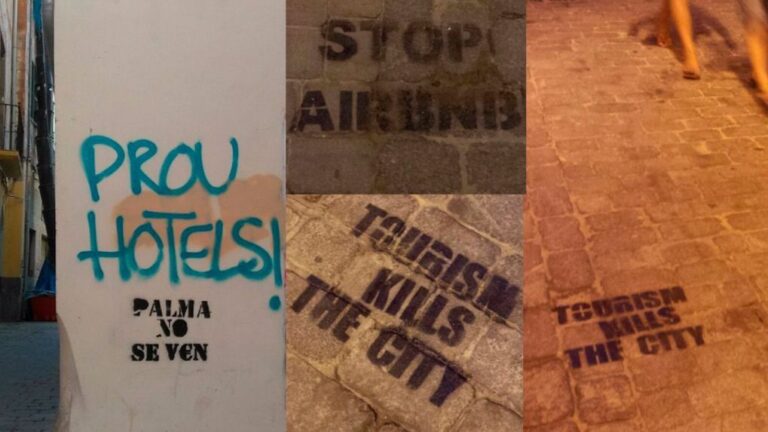 PROU
HOTELS!
PALMA
NO
SE VEN
STOP
AIRBNB
TOURISM
KILLS
THE CITY
TOURISM
KILLS
THE CITY